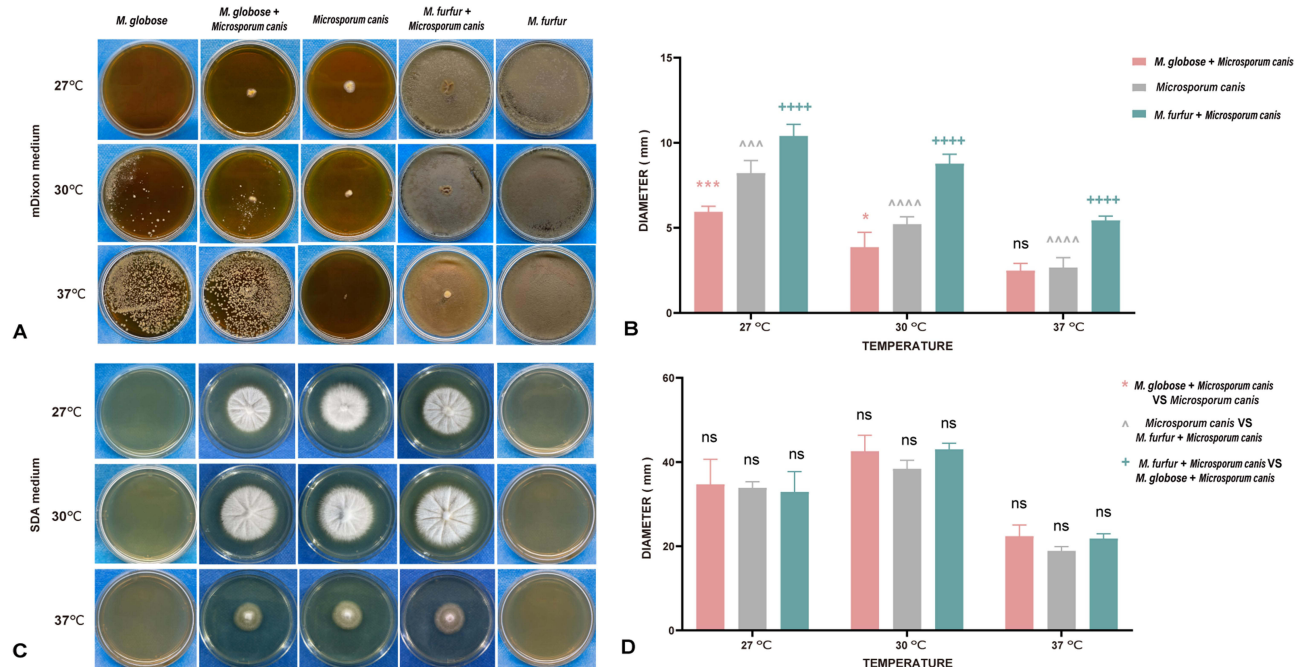 M. globose
M. globose +
Microsporum canis
Microsporum canis
M. furfur +
Microsporum canis
M. furfur
mDixon medium
27°C
30°C
37°C
A
15
10
5
0
DIAMETER ( mm )
***
^^^
++++
*
^^^^
++++
ns
^^^^
++++
27 °C
30 °C
37 °C
TEMPERATURE
B
M. globose + Microsporum canis
Microsporum canis
M. furfur + Microsporum canis
SDA medium
27°C
30°C
37°C
C
60
40
20
0
DIAMETER ( mm )
ns
ns
ns
ns
ns
ns
ns
ns
ns
27 °C
30 °C
37 °C
TEMPERATURE
D
* M. globose + Microsporum canis
VS Microsporum canis
^ Microsporum canis VS
M. furfur + Microsporum canis
+ M. furfur + Microsporum canis VS
M. globose + Microsporum canis